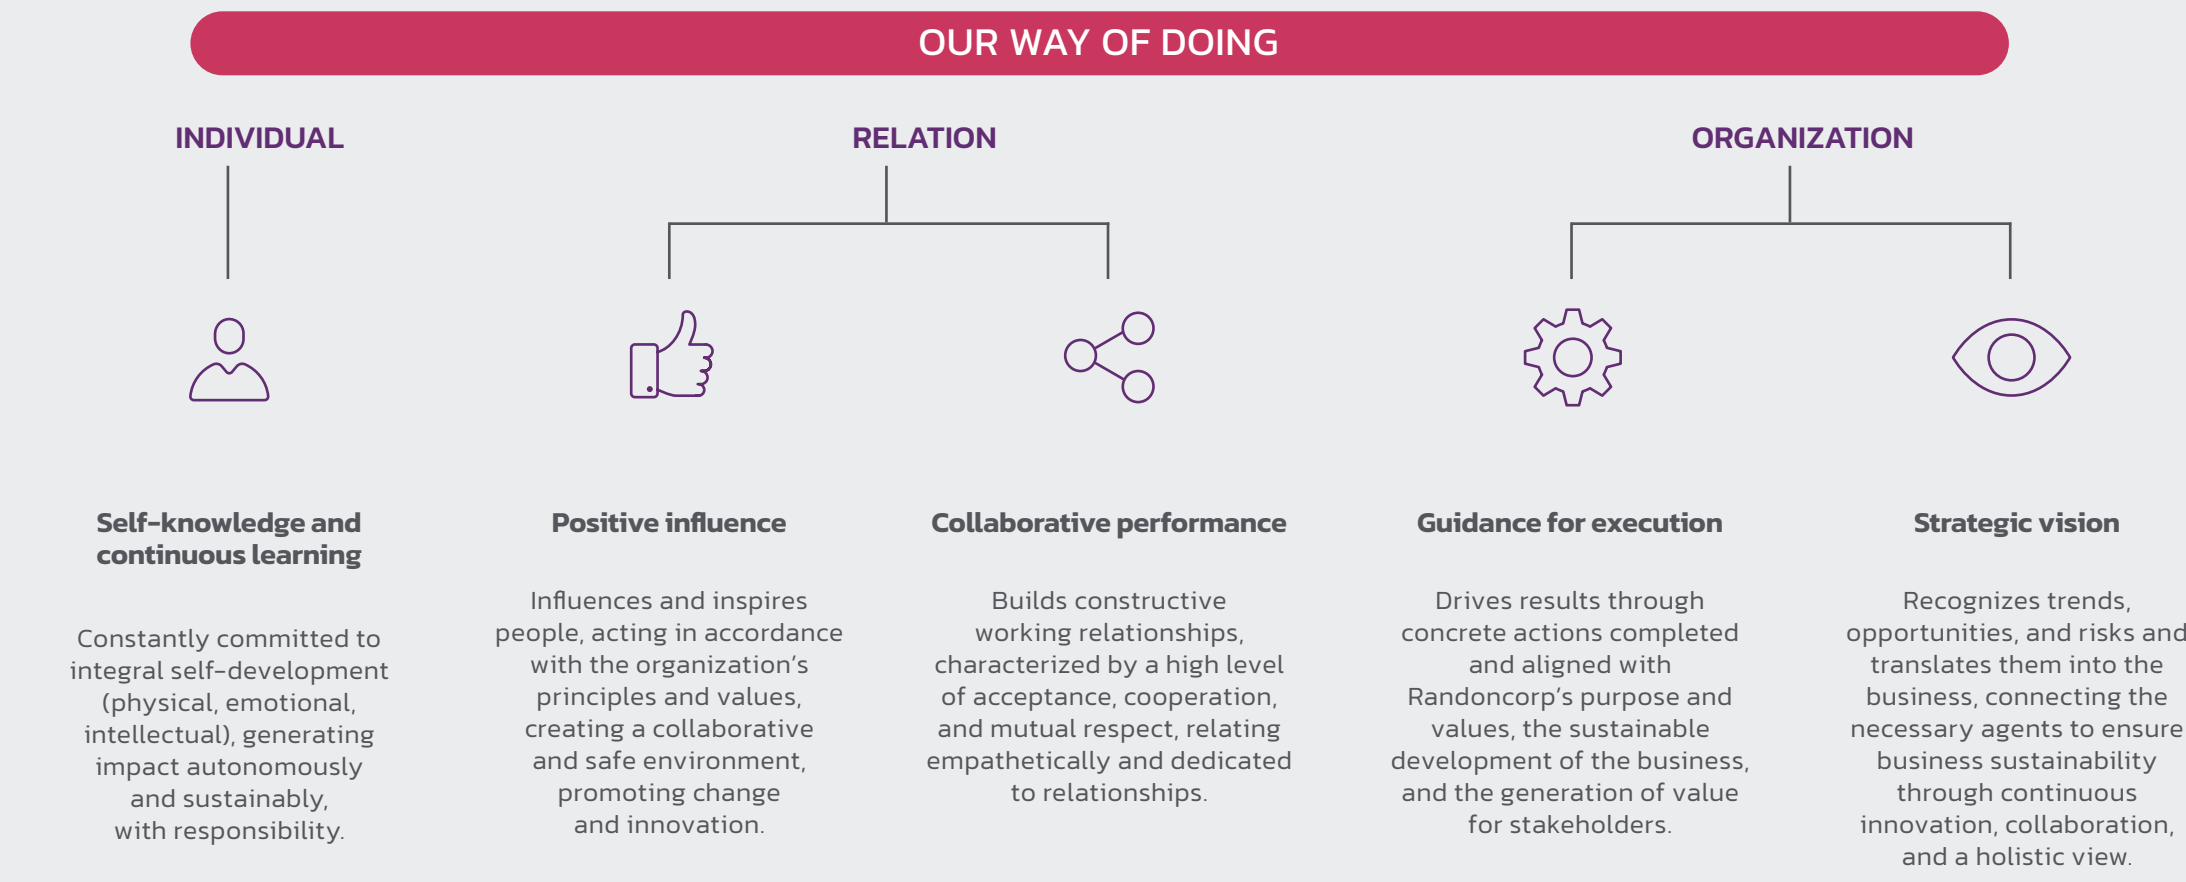 OUR WAY OF DOING
INDIVIDUAL
RELATION
ORGANIZATION
Self-knowledge and
continuous learning
Constantly committed to
integral self-development
(physical, emotional,
intellectual), generating
impact autonomously
and sustainably,
with responsibility.
Positive influence
Influences and inspires
people, acting in accordance
with the organization's
principles and values,
creating a collaborative
and safe environment,
promoting change
and innovation.
Collaborative performance
Builds constructive
working relationships,
characterized by a high level
of acceptance, cooperation,
and mutual respect, relating
empathetically and dedicated
to relationships.
Guidance for execution
Drives results through
concrete actions completed
and aligned with
Randoncorp's purpose and
values, the sustainable
development of the business,
and the generation of value
for stakeholders.
Strategic vision
Recognizes trends,
opportunities, and risks and
translates them into the
business, connecting the
necessary agents to ensure
business sustainability
through continuous
innovation, collaboration,
and a holistic view.